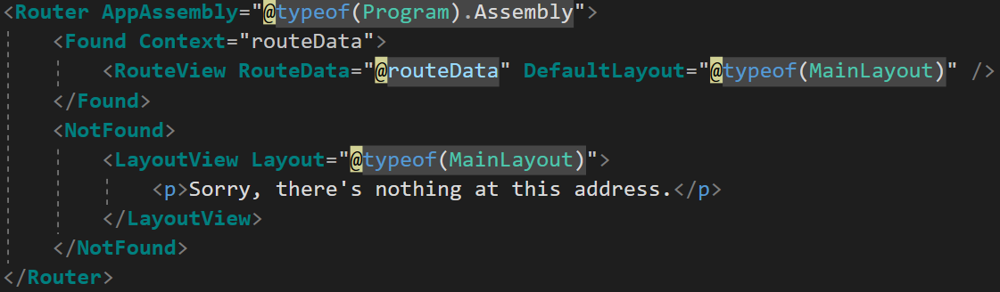 <Router AppAssembly="@typeof(Program).Assembly">
    <Found Context="routeData">
        <RouteView RouteData="@routeData" DefaultLayout="@typeof(MainLayout)" />
    </Found>
    <NotFound>
        <LayoutView Layout="@typeof(MainLayout)">
            <p>Sorry, there's nothing at this address.</p>
        </LayoutView>
    </NotFound>
</Router>